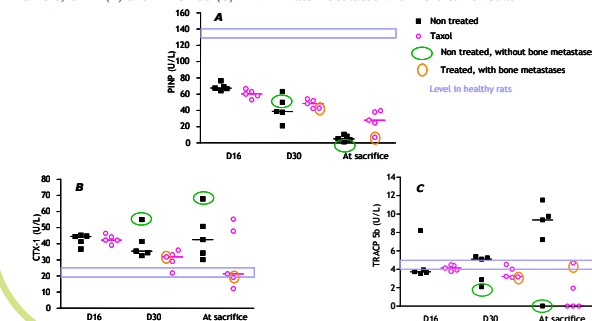 A
PINP (U/L)
160
140
120
100
80
60
40
20
0
D16
D30
At sacrifice
Non treated
Taxol
Non treated, without bone metastase
Treated, with bone metastases
Level in healthy rats
B
CTX-1 (U/L)
80
70
60
50
40
30
20
10
0
D16
D30
At sacrifice
C
TRACP 5b (U/L)
14
12
10
8
6
4
2
0
D16
D30
At sacrifice